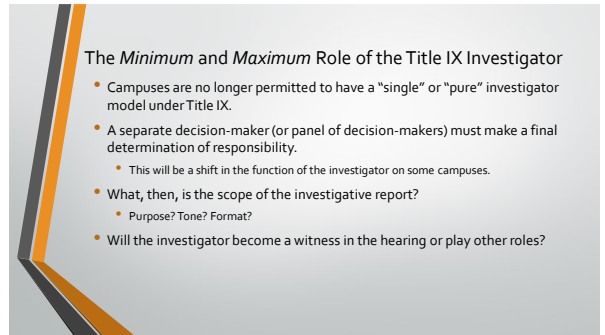 The Minimum and Maximum Role of the Title IX Investigator
• Campuses are no longer permitted to have a “single” or “pure” investigator
model under Title IX.
• A separate decision-maker (or panel of decision-makers) must make a final
determination of responsibility.
• This will be a shift in the function of the investigator on some campuses.
• What, then, is the scope of the investigative report?
• Purpose? Tone? Format?
• Will the investigator become a witness in the hearing or play other roles?